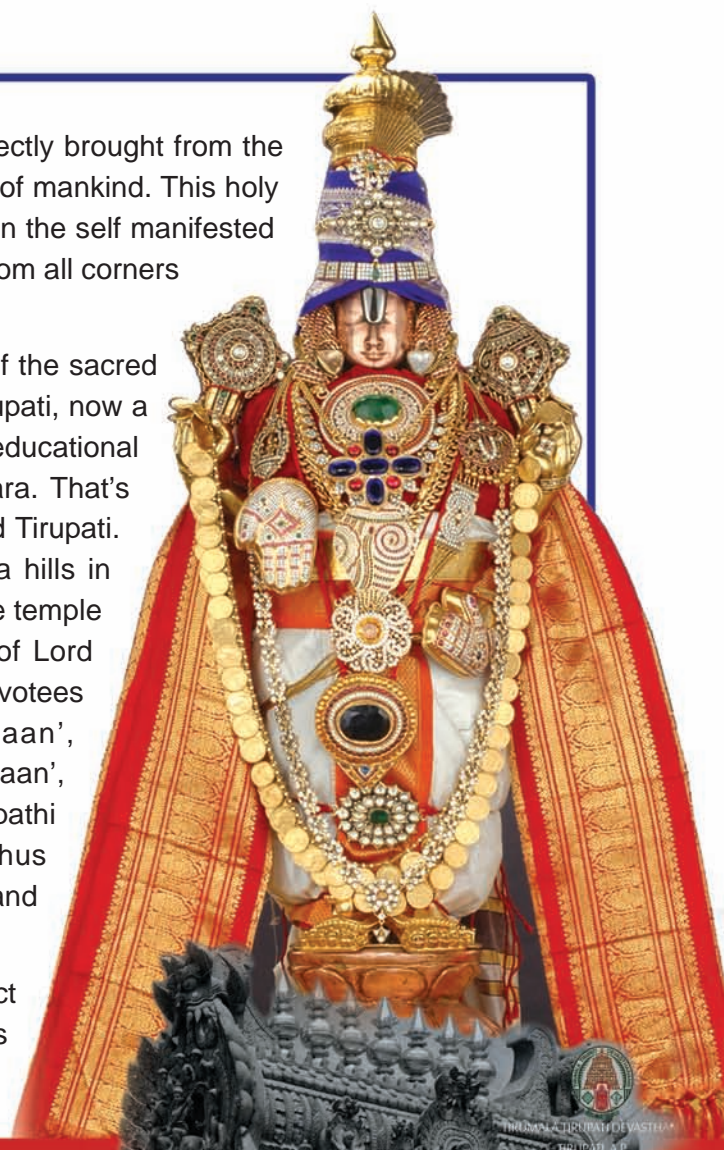 ectly brought from the
of mankind. This holy
n the self manifested
om all corners
f the sacred
upati, now a
educational
ara. That's
d Tirupati.
a hills in
e temple
of Lord
votees
aan',
aan',
pathi
hus
and
ct
s
TIRUMALA TIRUPATI DEVASTHA
TIRUPATI. A.P.